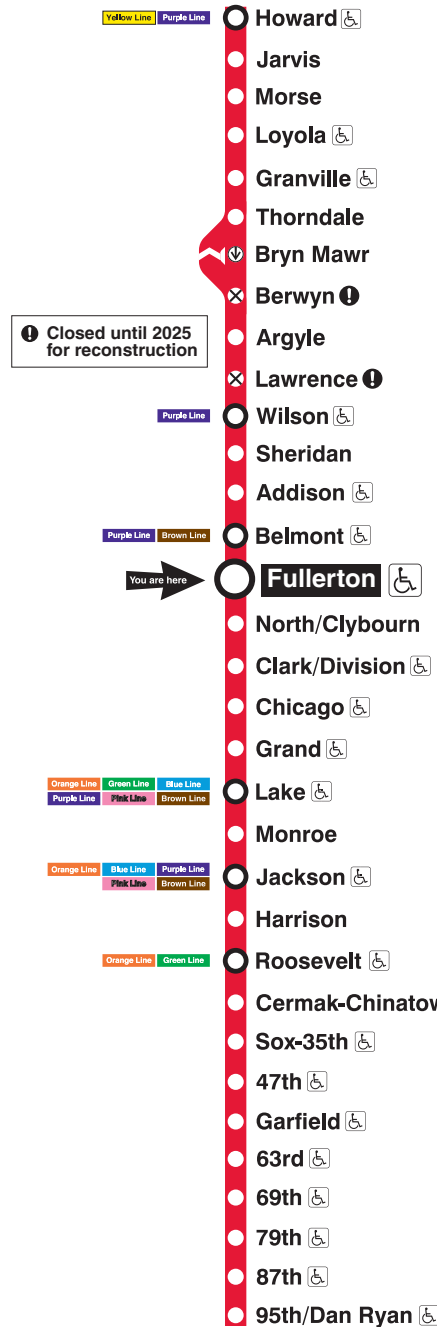 Yellow Line Purple Line Howard
Jarvis
Morse
Loyola
Granville
Thorndale
Bryn Mawr
Berwyn !
! Closed until 2025
for reconstruction
Argyle
Lawrence !
Purple Line Wilson
Sheridan
Addison
Purple Line Brown Line Belmont
You are here Fullerton
North/Clybourn
Clark/Division
Chicago
Grand
Orange Line Green Line Blue Line
Purple Line Pink Line Brown Line
Lake
Monroe
Orange Line Blue Line Purple Line
Pink Line Brown Line
Jackson
Harrison
Orange Line Green Line Roosevelt
Cermak-Chinatow
Sox-35th
47th
Garfield
63rd
69th
79th
87th
95th/Dan Ryan